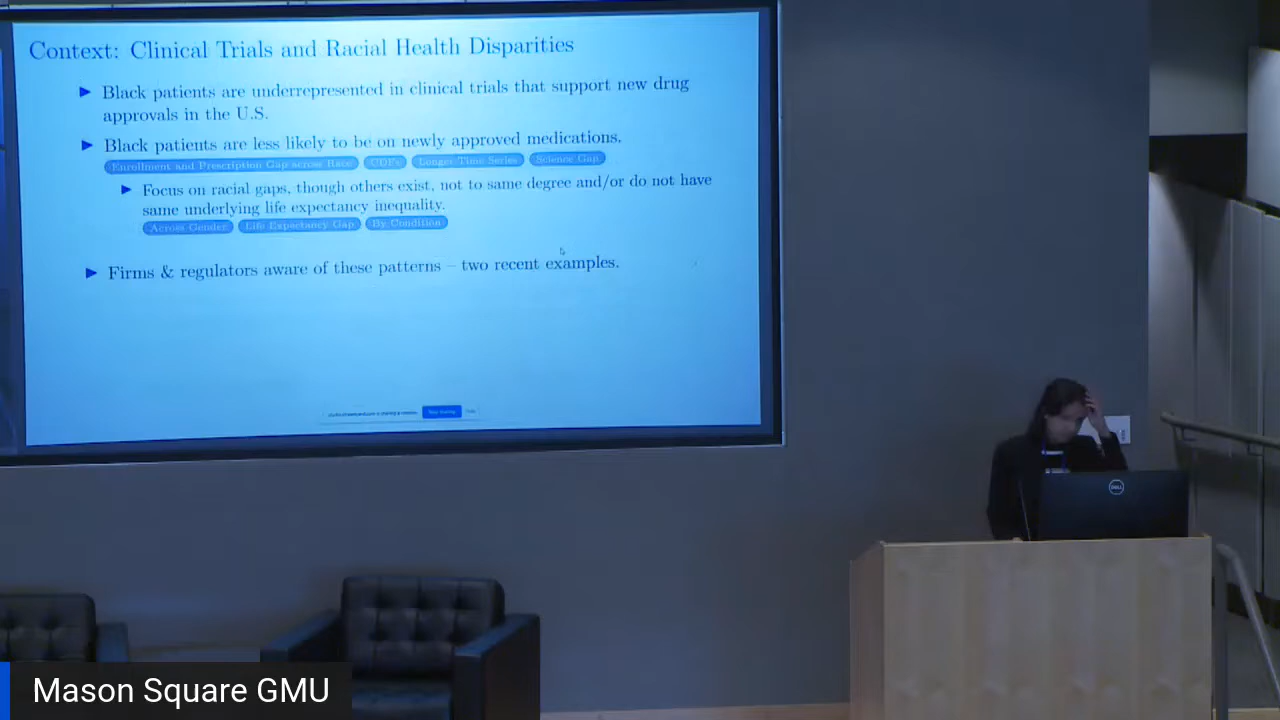 Context: Clinical Trials and Racial Health Disparities
Black patients are underrepresented in clinical trials that support new drug
approvals in the U.S.
Black patients are less likely to be on newly approved medications.
Enrollment and Prescription Gap across Race CDFs Longer Time Series Science Gap
Focus on racial gaps, though others exist, not to same degree and/or do not have
same underlying life expectancy inequality.
Across Gender Life Expectancy Gap By Condition
Firms & regulators aware of these patterns – two recent examples.
Stop sharing
DELL
Mason Square GMU